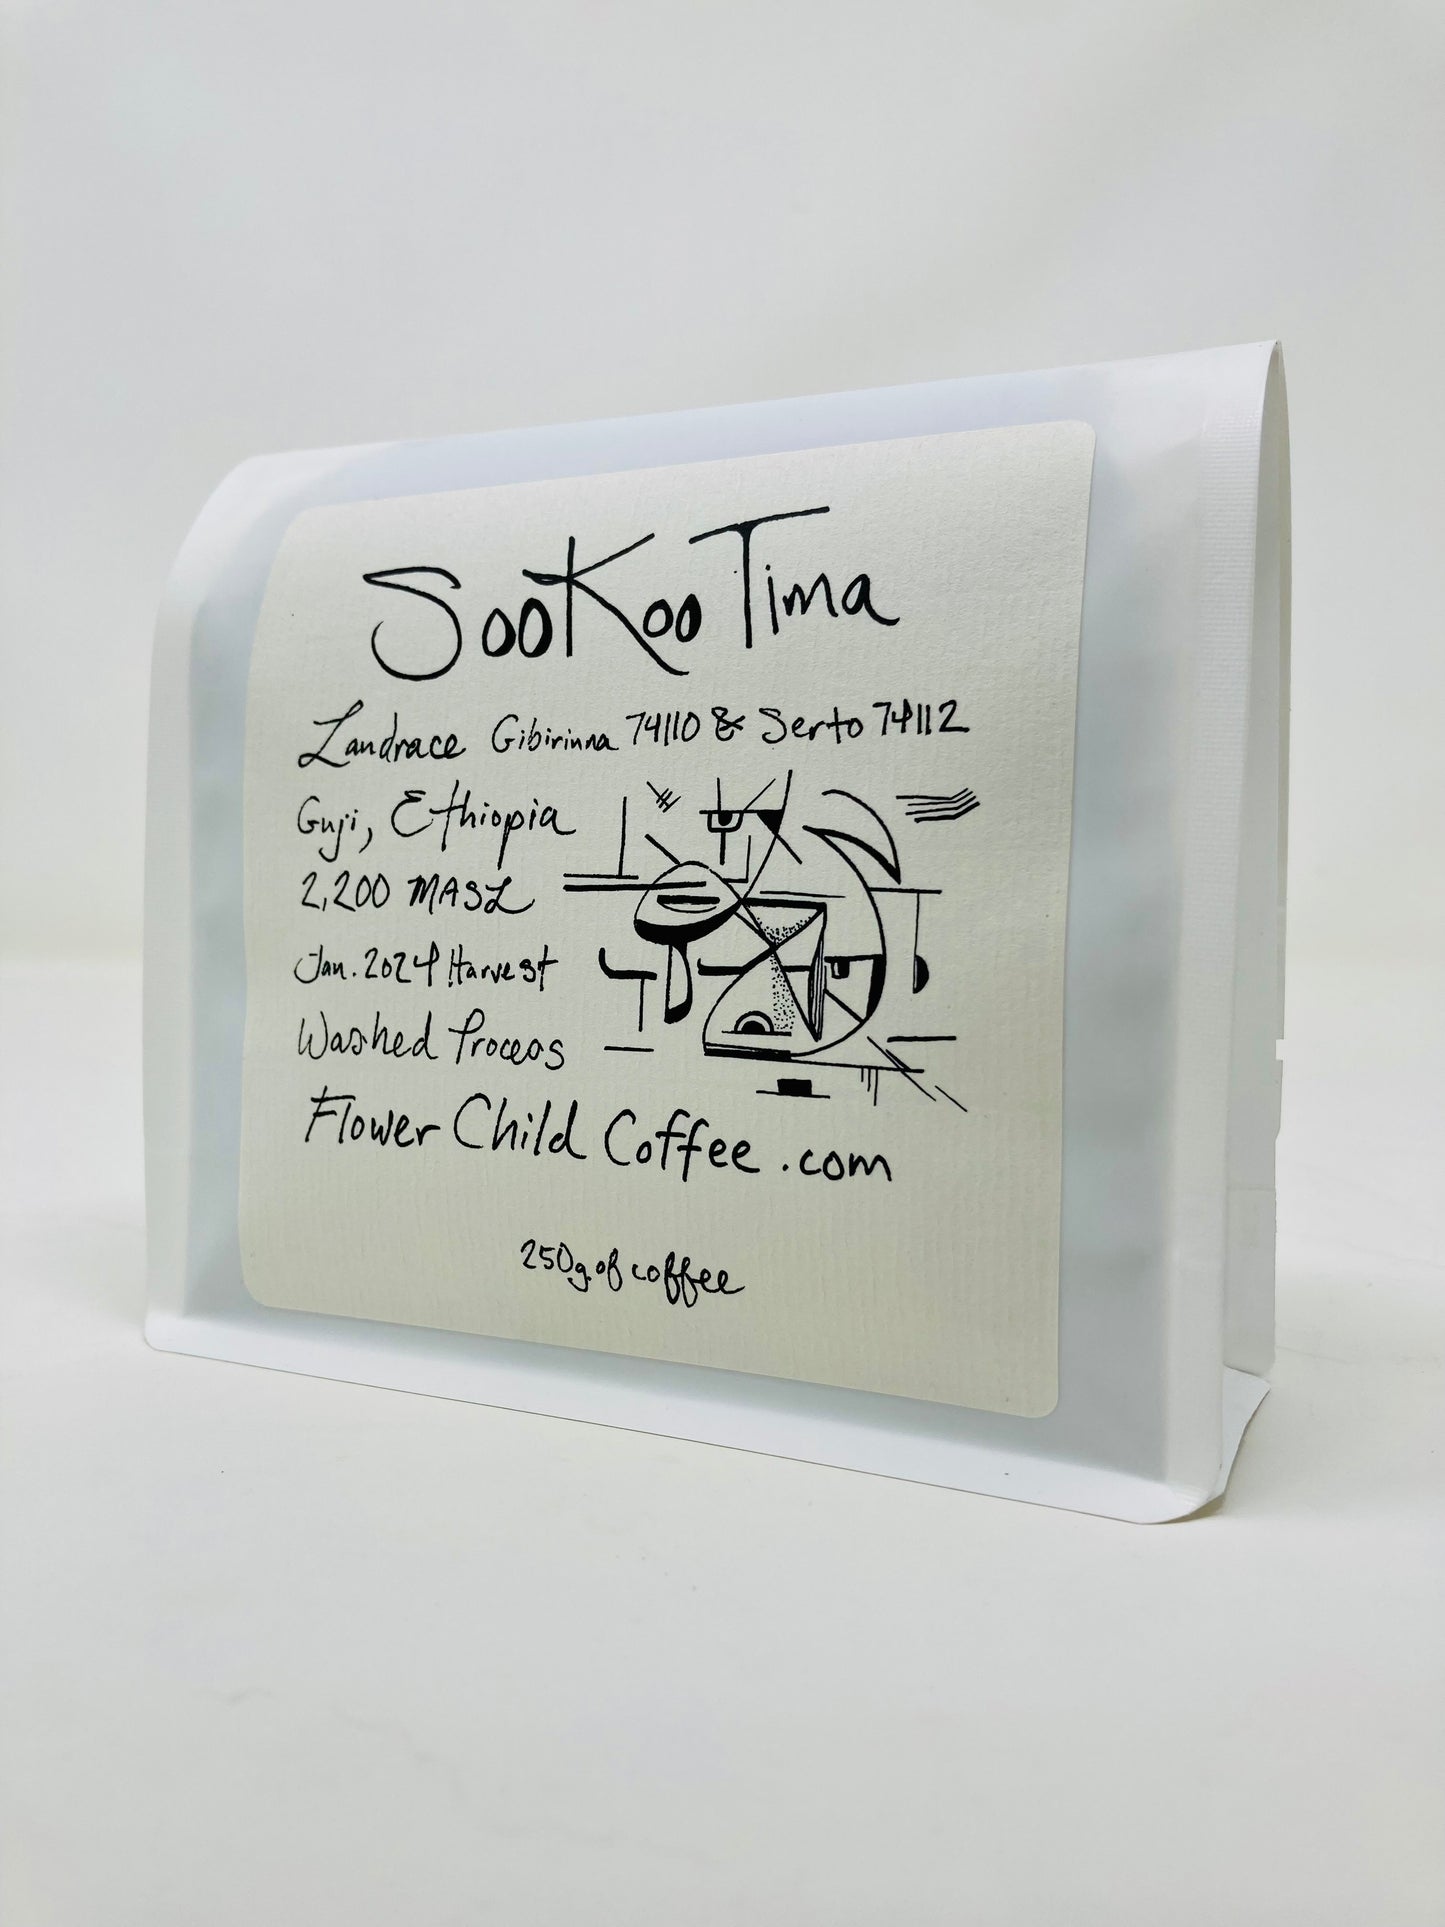 SooKoo Tima
Landrace Gibirinna 74110 & Serto 74112
Guji, Ethiopia
2,200 MASL
Jan. 2024 Harvest
Washed Process
Flower Child Coffee .com
250g of coffee